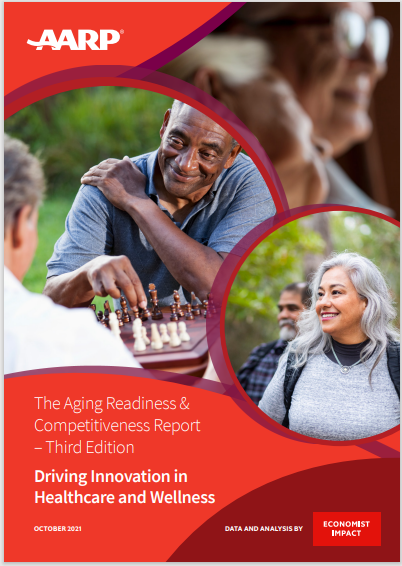 AARP®
The Aging Readiness &
Competitiveness Report
– Third Edition
Driving Innovation in
Healthcare and Wellness
OCTOBER 2021
DATA AND ANALYSIS BY
ECONOMIST
IMPACT